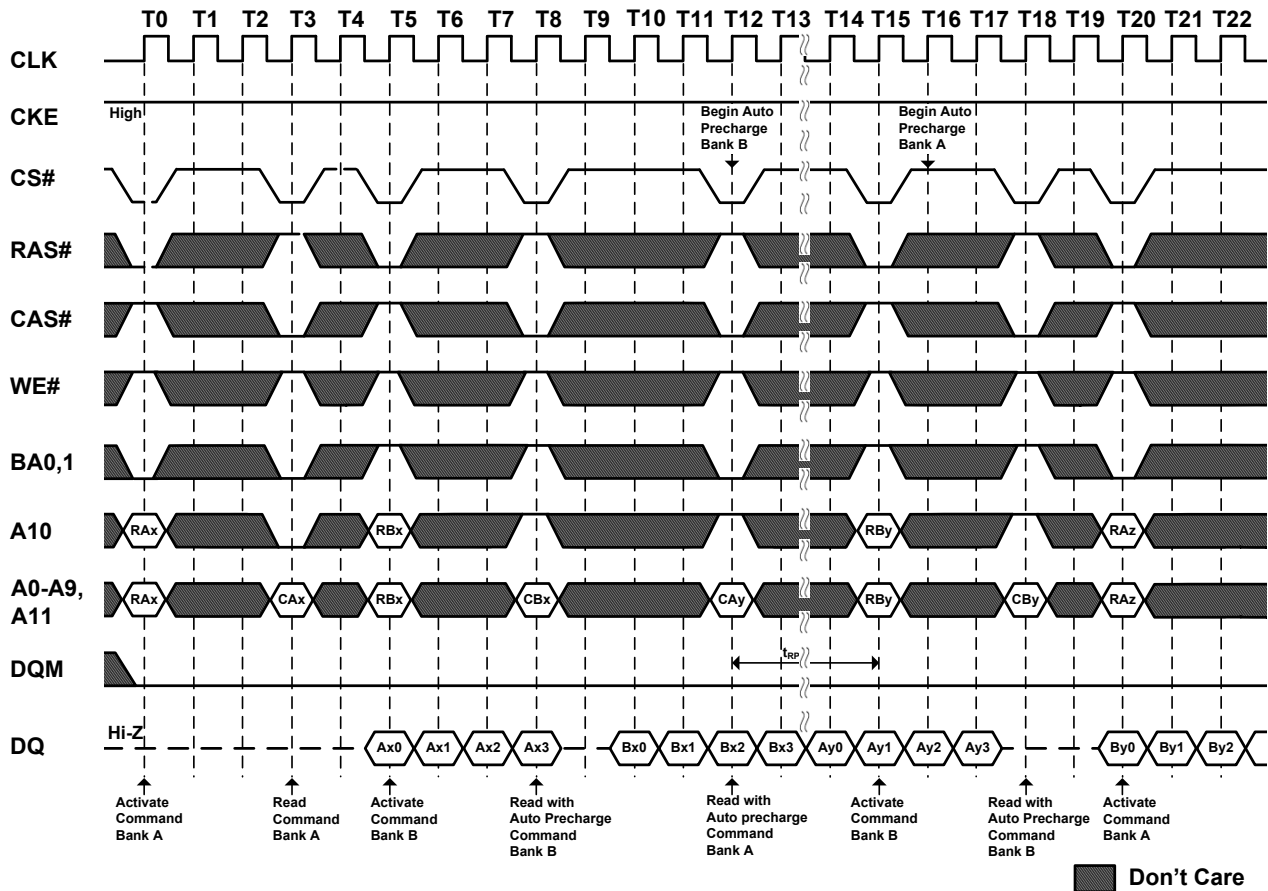 T0 T1 T2 T3 T4 T5 T6 T7 T8 T9 T10 T11 T12 T13 T14 T15 T16 T17 T18 T19 T20 T21 T22
CLK
CKE
High
Begin Auto
Precharge
Bank B
Begin Auto
Precharge
Bank A
CS#
RAS#
CAS#
WE#
BA0,1
A10
RAx RBx RBy RAz
A0-A9,
A11
RAx CAx RBx CBx CAy RBy CBy RAz
DQM
tRP
DQ
Hi-Z
Ax0 Ax1 Ax2 Ax3 Bx0 Bx1 Bx2 Bx3 Ay0 Ay1 Ay2 Ay3 By0 By1 By2
Activate
Command
Bank A
Read
Command
Bank A
Activate
Command
Bank B
Read with
Auto Precharge
Command
Bank B
Read with
Auto precharge
Command
Bank A
Activate
Command
Bank B
Read with
Auto Precharge
Command
Bank B
Activate
Command
Bank A
Don't Care